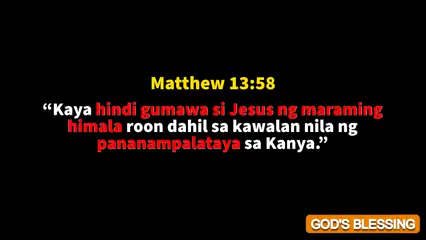 Matthew 13:58
“Kaya hindi gumawa si Jesus ng maraming
himala roon dahil sa kawalan nila ng
pananampalataya sa Kanya.”
GOD'S BLESSING